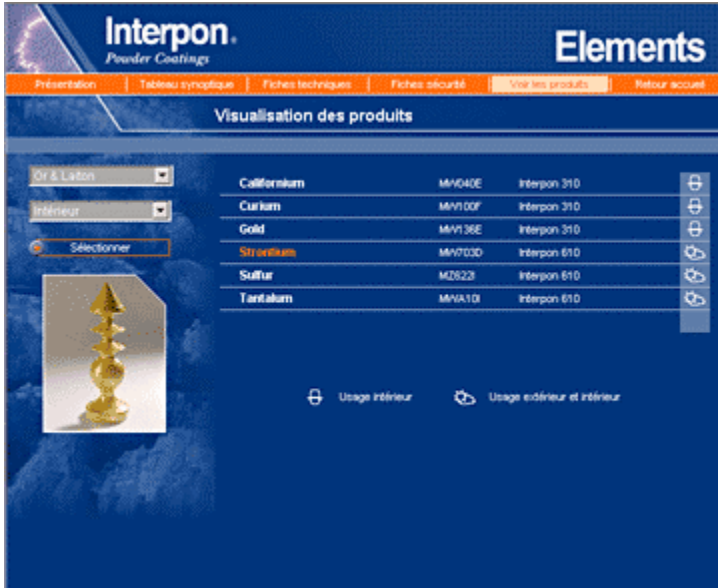 Interpon.
Powder Coatings
Elements
Présentation Tableau synoptique Fiches techniques Fiches sécurité Voir les produits Retour accueil
Visualisation des produits
Or & Laiton
Intérieur
Sélectionner
Californium MW040E Interpon 310
Curium MW100F Interpon 310
Gold MW136E Interpon 310
Strontium MW703D Interpon 610
Sulfur MZ622I Interpon 610
Tantalum MWA10I Interpon 610
Usage intérieur Usage extérieur et intérieur